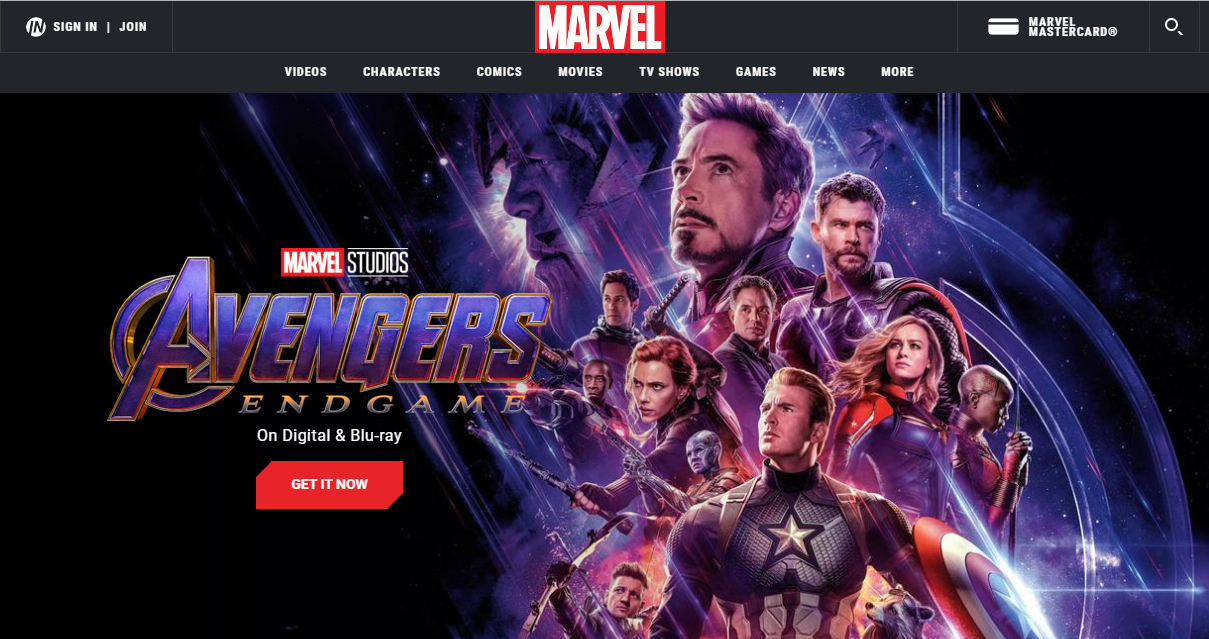 SIGN IN | JOIN
MARVEL
MARVEL
MASTERCARD®
VIDEOS CHARACTERS COMICS MOVIES TV SHOWS GAMES NEWS MORE
MARVEL STUDIOS
AVENGERS
ENDGAME
On Digital & Blu-ray
GET IT NOW